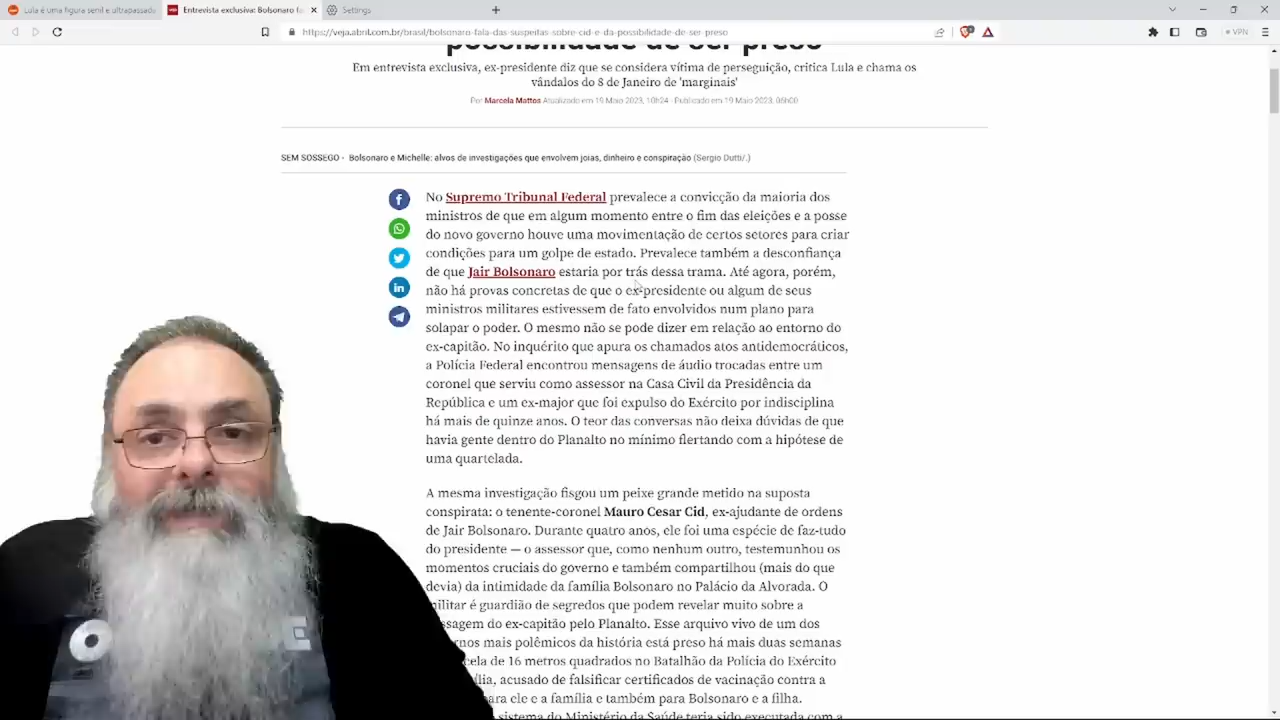 Lula é uma figura senil e ultrapassada
Entrevista exclusiva: Bolsonaro fa
Settings
https://veja.abril.com.br/brasil/bolsonaro-fala-das-suspeitas-sobre-cid-e-da-possibilidade-de-ser-preso
VPN
possibilidade de ser preso
Em entrevista exclusiva, ex-presidente diz que se considera vítima de perseguição, critica Lula e chama os
vândalos do 8 de Janeiro de 'marginais'
Por Marcela Mattos Atualizado em 19 Maio 2023, 10h24 - Publicado em 19 Maio 2023, 06h00
SEM SOSSEGO - Bolsonaro e Michelle: alvos de investigações que envolvem joias, dinheiro e conspiração (Sergio Dutti/.)
No Supremo Tribunal Federal prevalece a convicção da maioria dos
ministros de que em algum momento entre o fim das eleições e a posse
do novo governo houve uma movimentação de certos setores para criar
condições para um golpe de estado. Prevalece também a desconfiança
de que Jair Bolsonaro estaria por trás dessa trama. Até agora, porém,
não há provas concretas de que o ex-presidente ou algum de seus
ministros militares estivessem de fato envolvidos num plano para
solapar o poder. O mesmo não se pode dizer em relação ao entorno do
ex-capitão. No inquérito que apura os chamados atos antidemocráticos,
a Polícia Federal encontrou mensagens de áudio trocadas entre um
coronel que serviu como assessor na Casa Civil da Presidência da
República e um ex-major que foi expulso do Exército por indisciplina
há mais de quinze anos. O teor das conversas não deixa dúvidas de que
havia gente dentro do Planalto no mínimo flertando com a hipótese de
uma quartelada.
A mesma investigação fisgou um peixe grande metido na suposta
conspirata: o tenente-coronel Mauro Cesar Cid, ex-ajudante de ordens
de Jair Bolsonaro. Durante quatro anos, ele foi uma espécie de faz-tudo
do presidente — o assessor que, como nenhum outro, testemunhou os
momentos cruciais do governo e também compartilhou (mais do que
devia) da intimidade da família Bolsonaro no Palácio da Alvorada. O
militar é guardião de segredos que podem revelar muito sobre a
ssagem do ex-capitão pelo Planalto. Esse arquivo vivo de um dos
rnos mais polêmicos da história está preso há mais duas semanas
cela de 16 metros quadrados no Batalhão da Polícia do Exército
ília, acusado de falsificar certificados de vacinação contra a
para ele e a família e também para Bolsonaro e a filha.
sistema do Ministério da Saúde teria sido executada com a